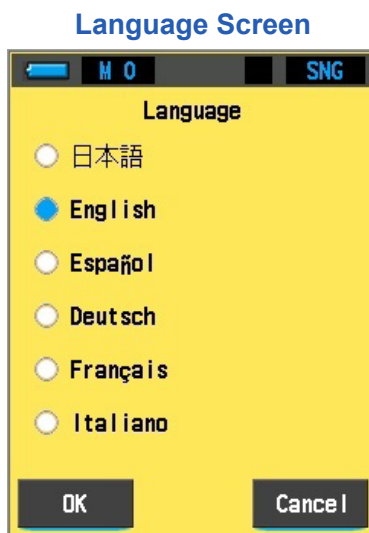 Language Screen
M 0 SNG
Language
日本語
English
Español
Deutsch
Français
Italiano
OK Cancel